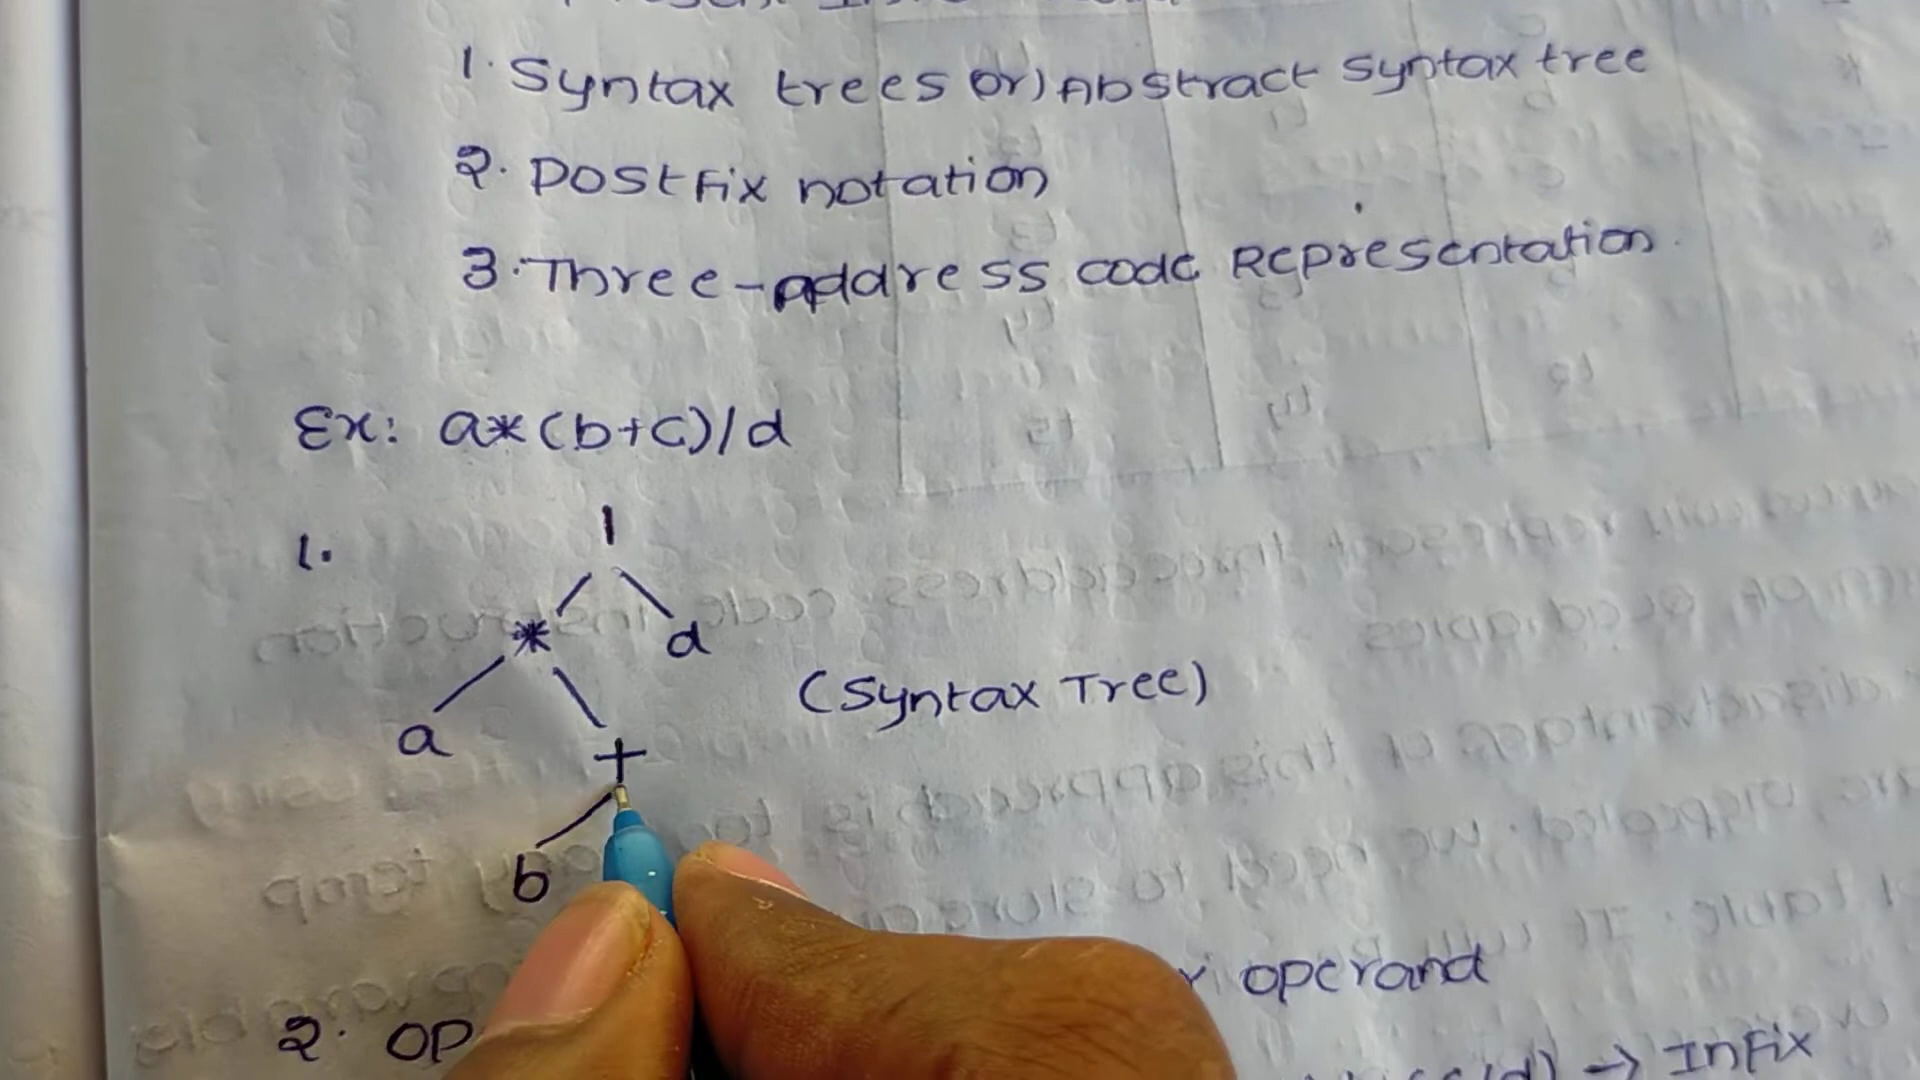 1. Syntax trees or) Abstract syntax tree
2. Postfix notation
3. Three-address code Representation.
Ex: a*(b+c)/d
1.
/
* d
(Syntax Tree)
a +
b
operand
2. OP
/d) → Infix